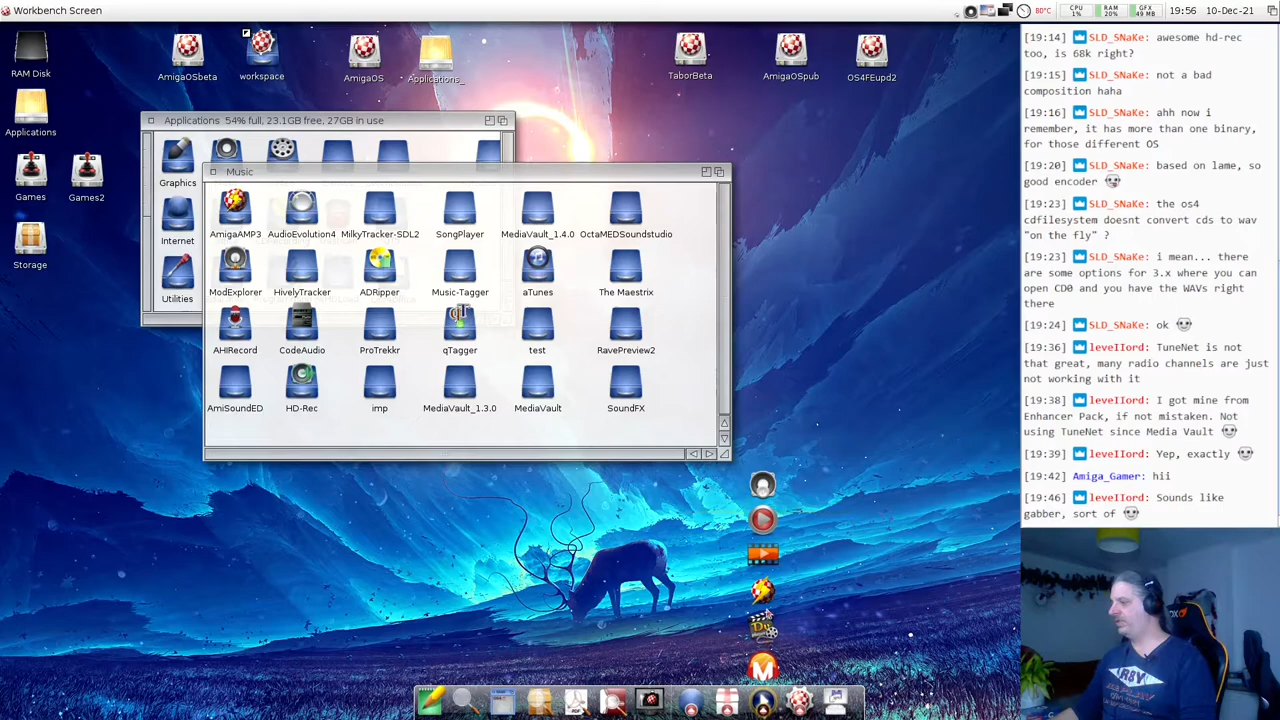 Workbench Screen
80°C
CPU
1%
RAM
20%
GFX
49 MB
19:56
10-Dec-21
RAM Disk
AmigaOSbeta
workspace
AmigaOS
Applications_
TaborBeta
AmigaOSpub
OS4FEupd2
Applications
Games
Games2
Storage
Applications 54% full, 23.1GB free, 27GB in use
Graphics
Internet
Utilities
Music
AmigaAMP3
AudioEvolution4
MilkyTracker-SDL2
SongPlayer
MediaVault_1.4.0
OctaMEDSoundstudio
ModExplorer
HivelyTracker
ADRipper
Music-Tagger
aTunes
The Maestrix
AHIRecord
CodeAudio
ProTrekkr
qTagger
test
RavePreview2
AmiSoundED
HD-Rec
imp
MediaVault_1.3.0
MediaVault
SoundFX
[19:14] SLD_SNaKe: awesome hd-rec
too, is 68k right?
[19:15] SLD_SNaKe: not a bad
composition haha
[19:16] SLD_SNaKe: ahh now i
remember, it has more than one binary,
for those different OS
[19:20] SLD_SNaKe: based on lame, so
good encoder
[19:23] SLD_SNaKe: the os4
cdfilesystem doesnt convert cds to wav
"on the fly" ?
[19:23] SLD_SNaKe: i mean... there
are some options for 3.x where you can
open CD0 and you have the WAVs right
there
[19:24] SLD_SNaKe: ok
[19:36] levelIord: TuneNet is not
that great, many radio channels are just
not working with it
[19:38] levelIord: I got mine from
Enhancer Pack, if not mistaken. Not
using TuneNet since Media Vault
[19:39] levelIord: Yep, exactly
[19:42] Amiga_Gamer: hii
[19:46] levelIord: Sounds like
gabber, sort of
PDF
M